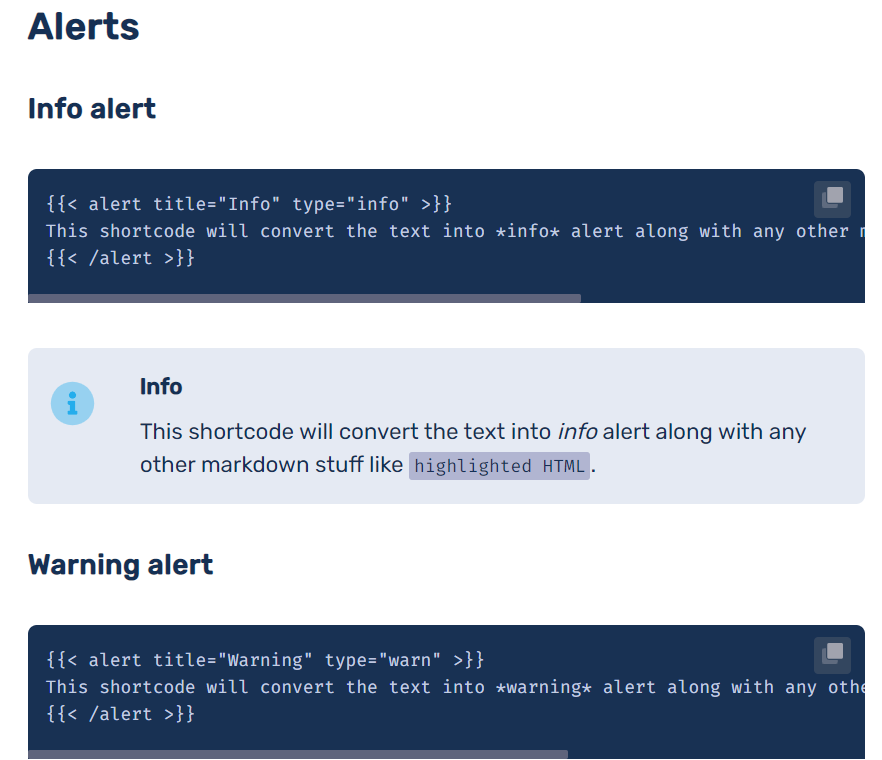 Alerts
Info alert
{{< alert title="Info" type="info" >}}
This shortcode will convert the text into *info* alert along with any other
{{< /alert >}}
Info
This shortcode will convert the text into info alert along with any
other markdown stuff like highlighted HTML.
Warning alert
{{< alert title="Warning" type="warn" >}}
This shortcode will convert the text into *warning* alert along with any
{{< /alert >}}